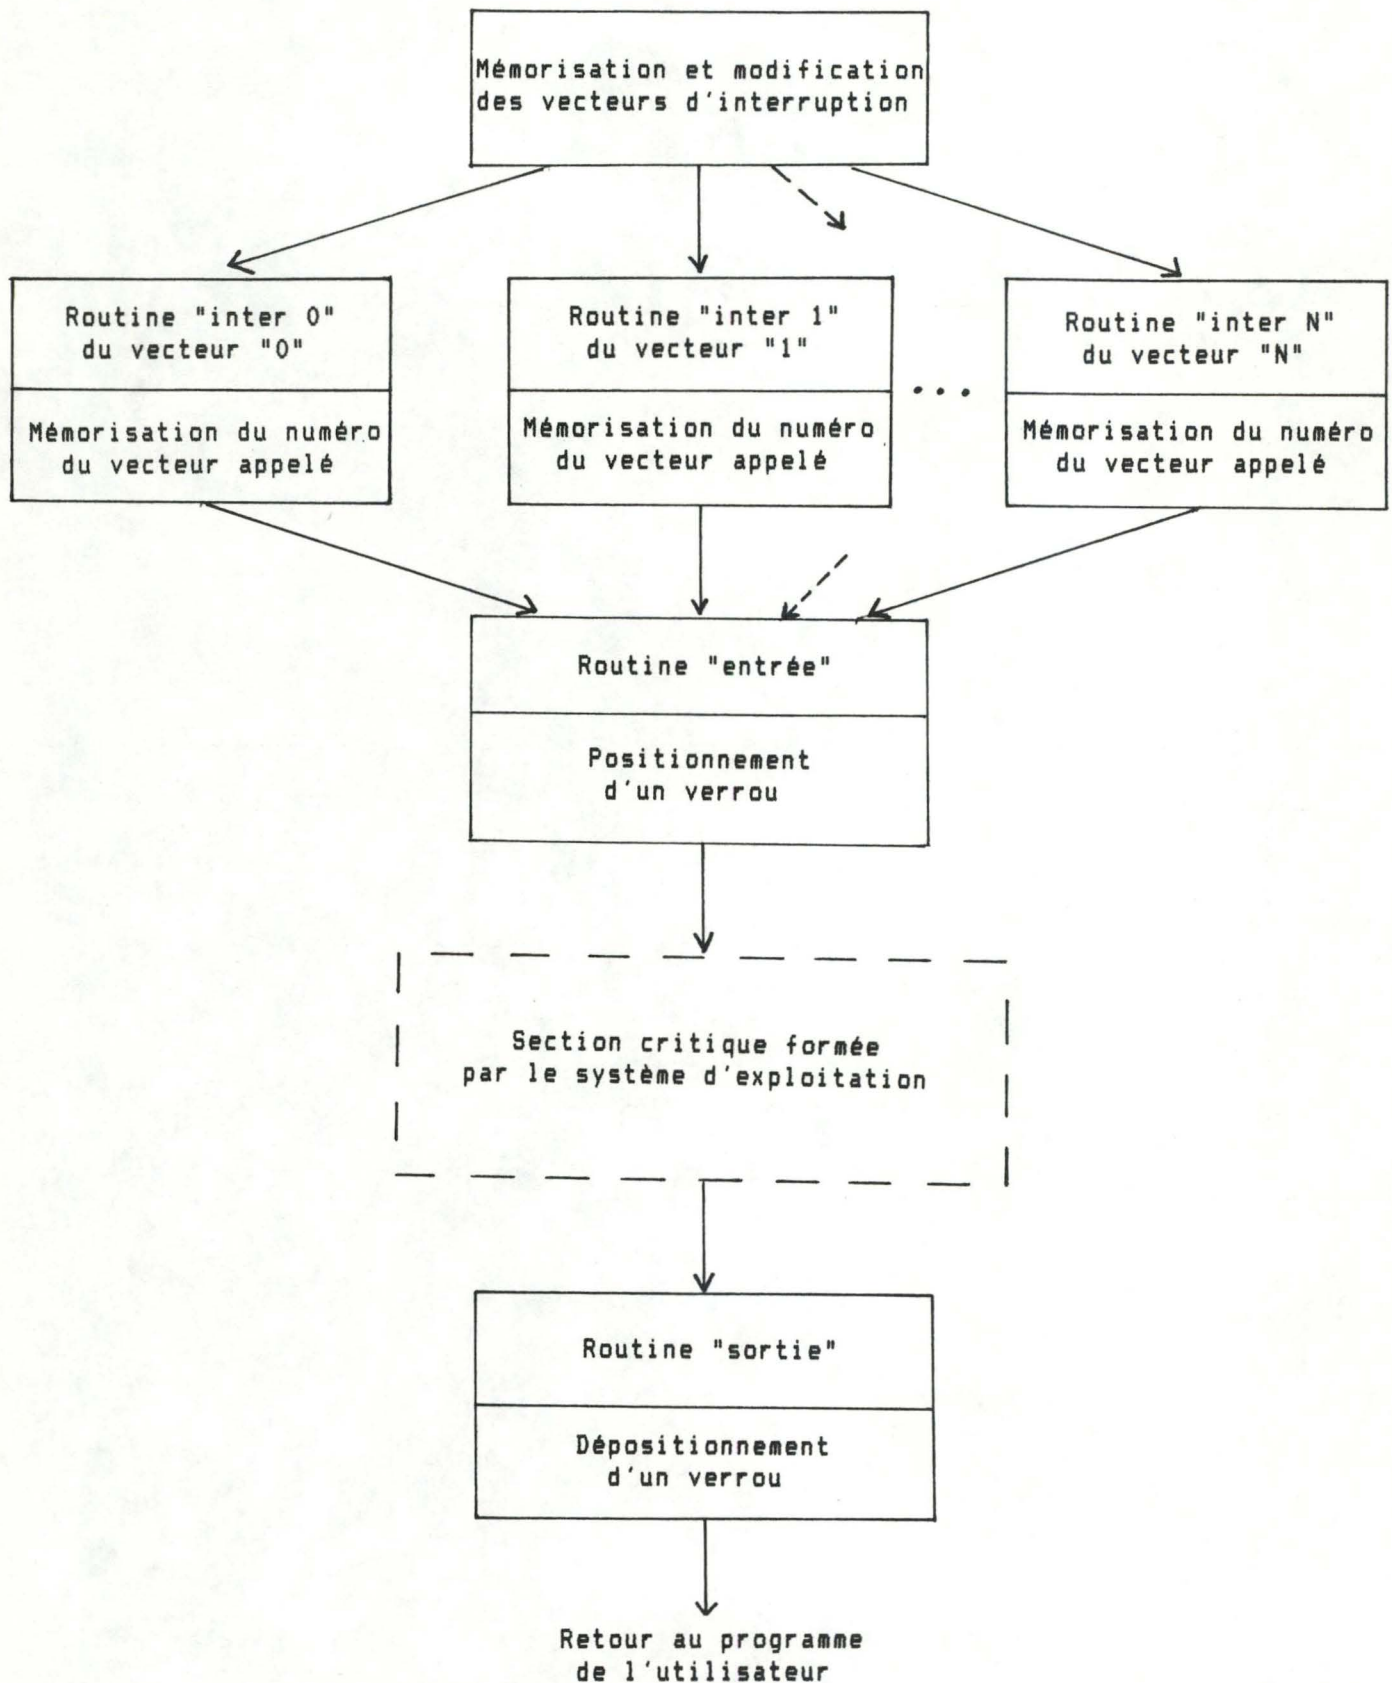 Mémorisation et modification
des vecteurs d'interruption
Routine "inter 0"
du vecteur "0"
Mémorisation du numéro
du vecteur appelé
Routine "inter 1"
du vecteur "1"
Mémorisation du numéro
du vecteur appelé
...
Routine "inter N"
du vecteur "N"
Mémorisation du numéro
du vecteur appelé
Routine "entrée"
Positionnement
d'un verrou
Section critique formée
par le système d'exploitation
Routine "sortie"
Dépositionnement
d'un verrou
Retour au programme
de l'utilisateur